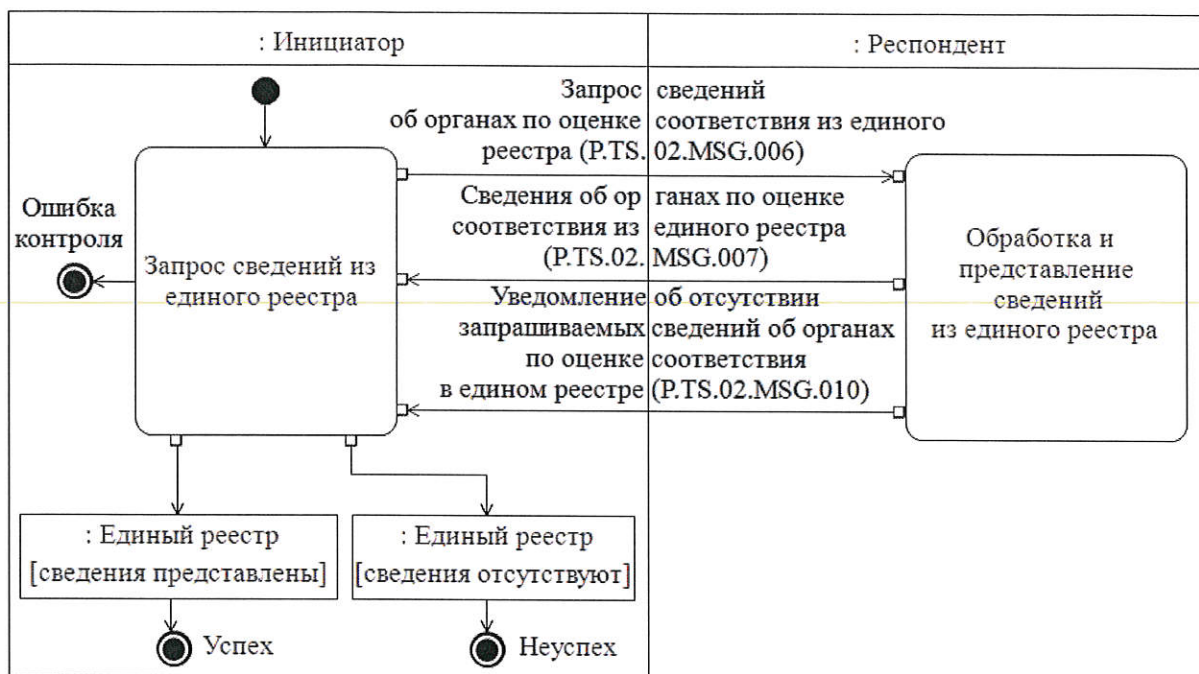 : Инициатор
: Респондент
Запрос сведений
об органах по оценке соответствия из единого
реестра (P.TS.02.MSG.006)
Ошибка
контроля
Запрос сведений из
единого реестра
Сведения об органах по оценке
соответствия из единого реестра
(P.TS.02.MSG.007)
Уведомление об отсутствии
запрашиваемых сведений об органах
по оценке соответствия
в едином реестре (P.TS.02.MSG.010)
Обработка и
представление
сведений
из единого реестра
: Единый реестр
[сведения представлены]
: Единый реестр
[сведения отсутствуют]
Успех
Неуспех